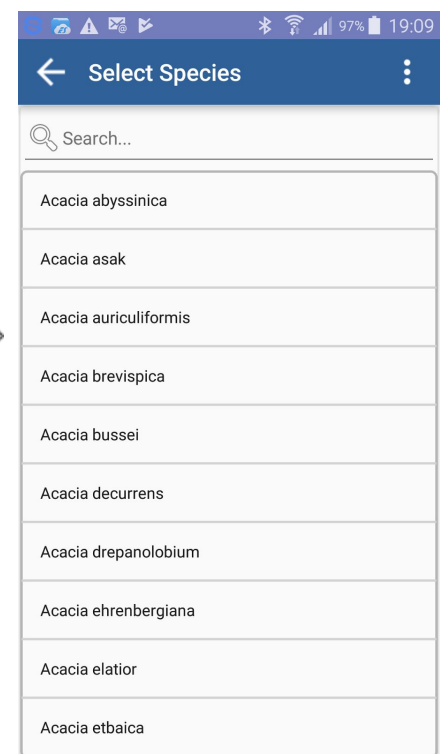 97% 19:09
Select Species
Search...
Acacia abyssinica
Acacia asak
Acacia auriculiformis
Acacia brevispica
Acacia bussei
Acacia decurrens
Acacia drepanolobium
Acacia ehrenbergiana
Acacia elatior
Acacia etbaica